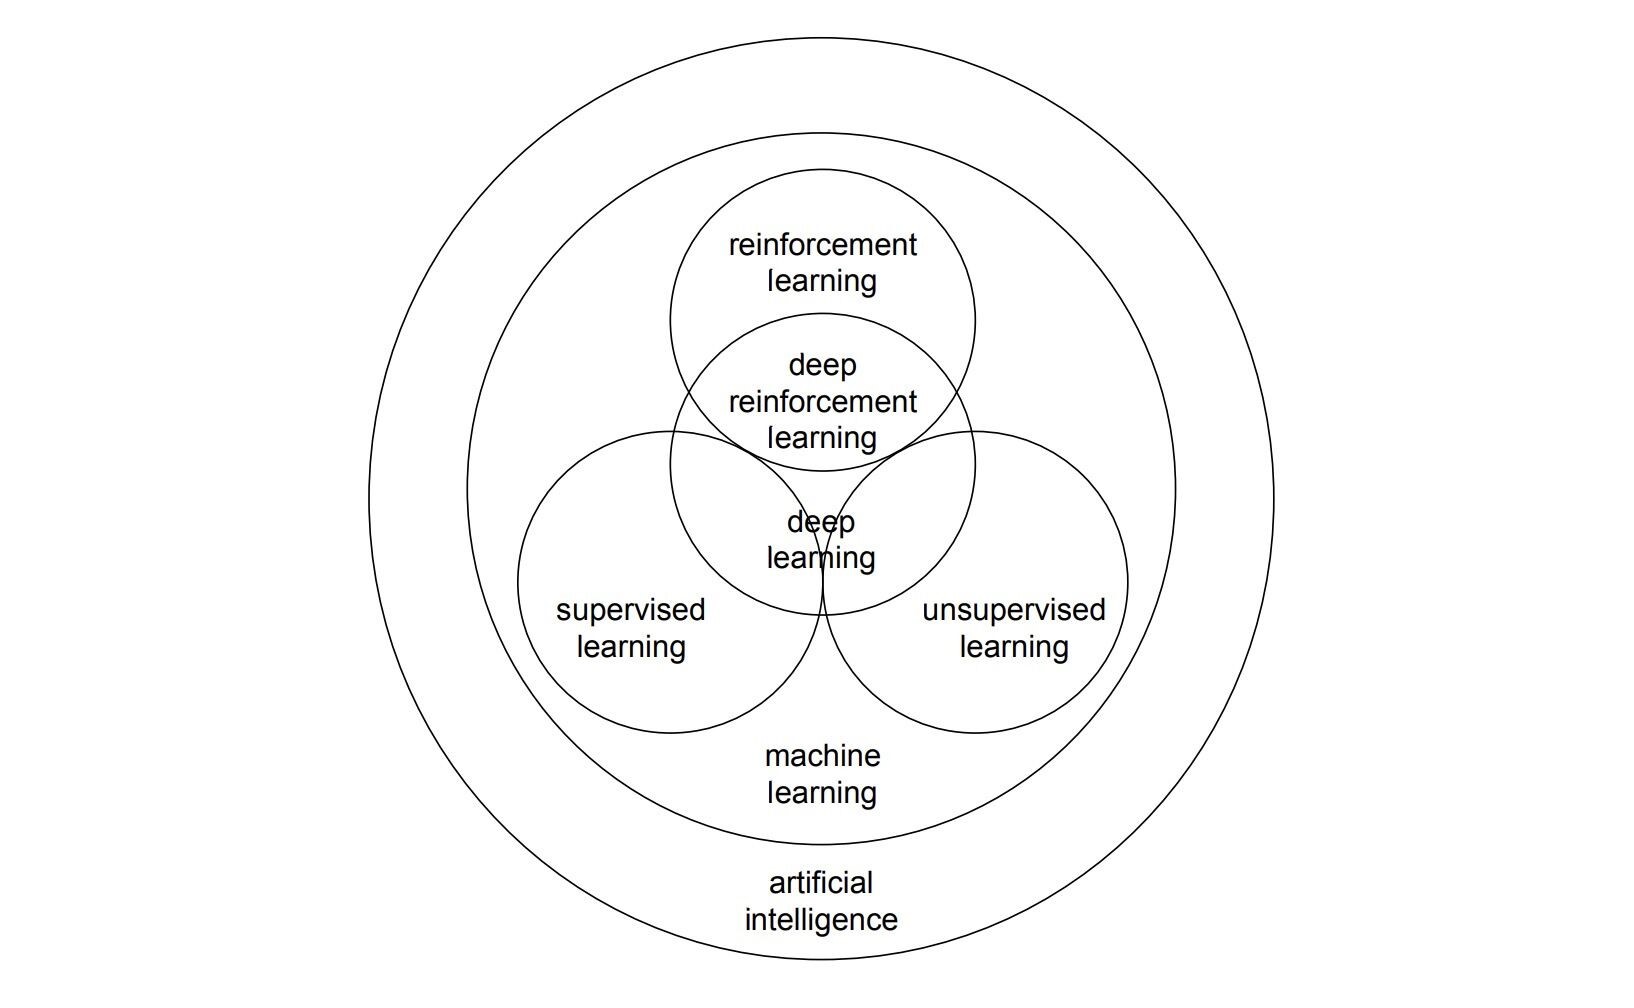 reinforcement
learning
deep
reinforcement
learning
deep
learning
supervised
learning
unsupervised
learning
machine
learning
artificial
intelligence